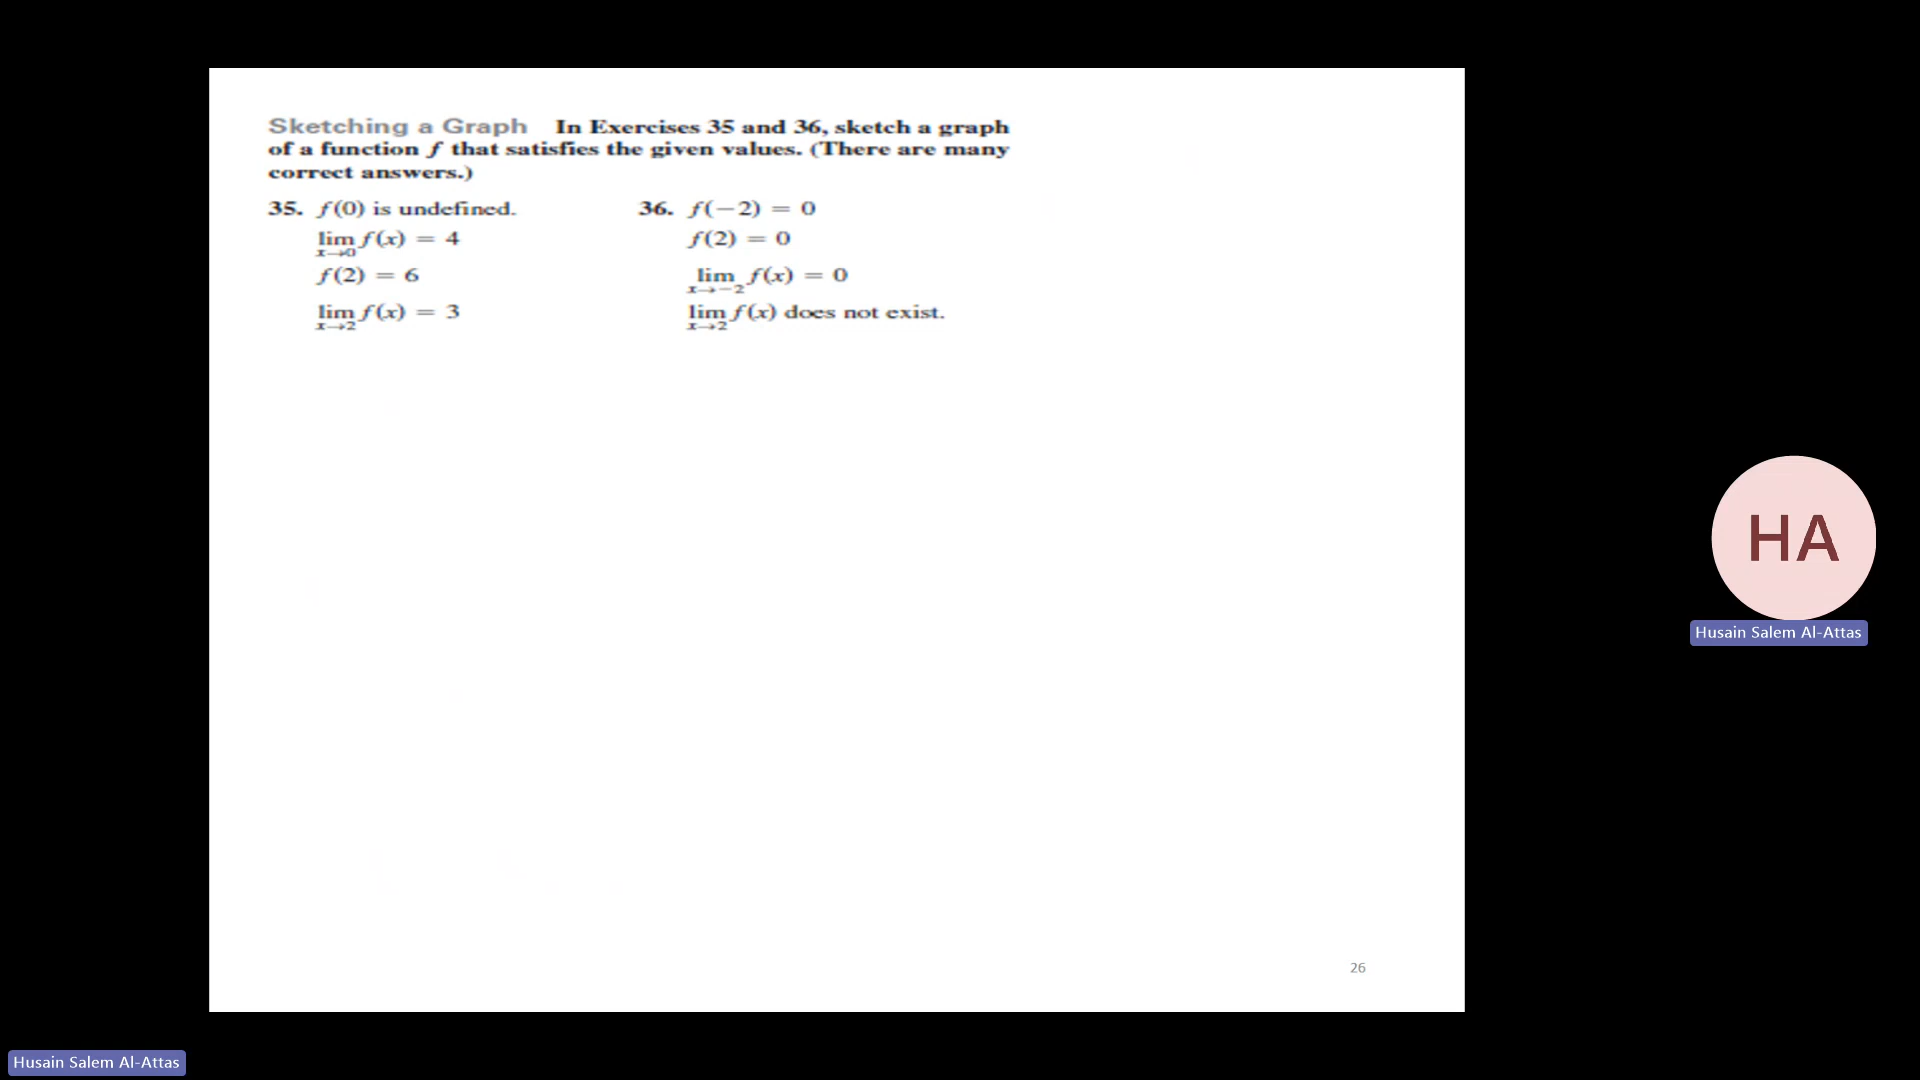 Sketching a Graph In Exercises 35 and 36, sketch a graph
of a function f that satisfies the given values. (There are many
correct answers.)
35. f(0) is undefined.
lim f(x) = 4
x→0
f(2) = 6
lim f(x) = 3
x→2
36. f(−2) = 0
f(2) = 0
lim f(x) = 0
x→−2
lim f(x) does not exist.
x→2
26
HA
Husain Salem Al-Attas
Husain Salem Al-Attas